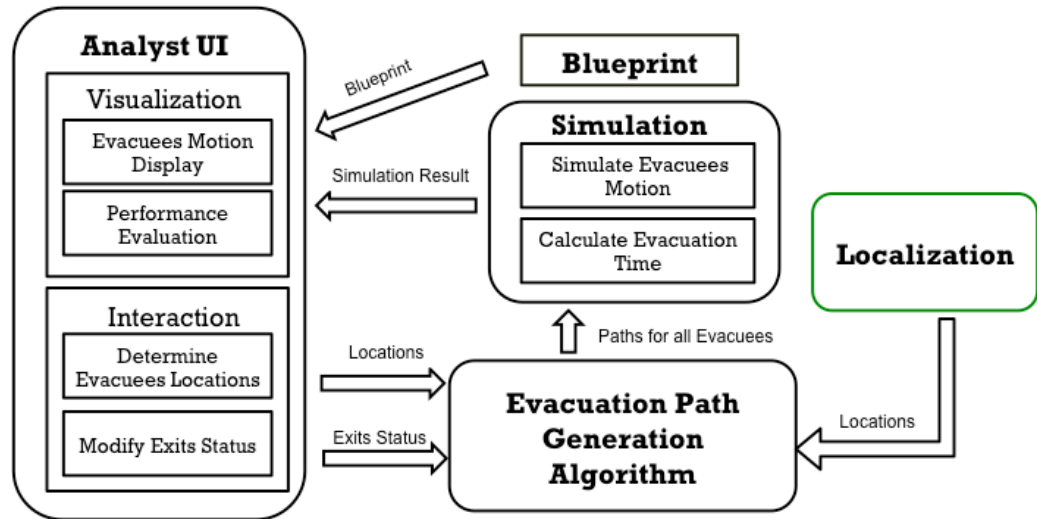 Analyst UI
Visualization
Evacuees Motion
Display
Performance
Evaluation
Interaction
Determine
Evacuees Locations
Modify Exits Status
Blueprint
Simulation Result
Locations
Exits Status
Blueprint
Simulation
Simulate Evacuees
Motion
Calculate Evacuation
Time
Paths for all Evacuees
Evacuation Path
Generation
Algorithm
Localization
Locations